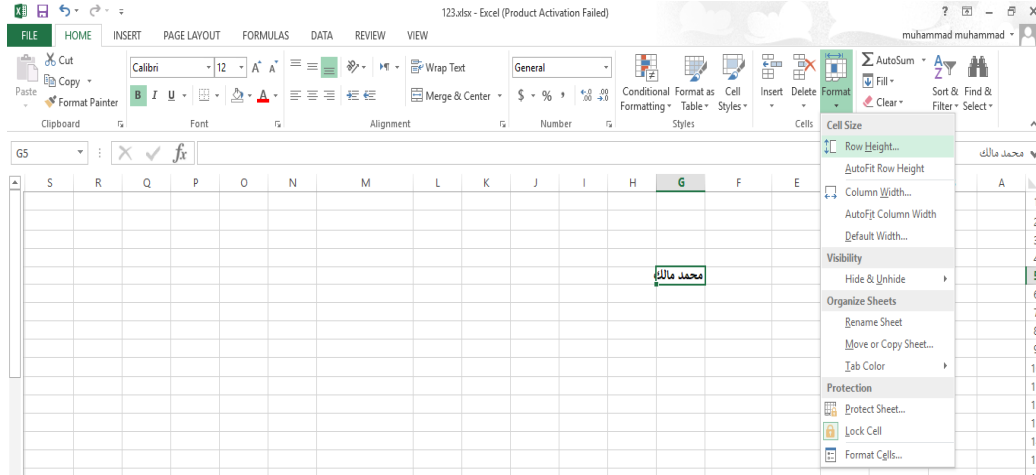 123.xlsx - Excel (Product Activation Failed)
FILE HOME INSERT PAGE LAYOUT FORMULAS DATA REVIEW VIEW muhammad muhammad
Cut
Copy
Format Painter
Paste
Clipboard
Calibri 12
B I U
Font
Wrap Text
Merge & Center
Alignment
General
$ % ,
Number
Conditional Formatting
Format as Table
Cell Styles
Styles
Insert Delete Format
Cells
AutoSum
Fill
Clear
Sort & Filter
Find & Select
G5 fx محمد مالك
S R Q P O N M L K J I H G F E A
محمد مالك
Cell Size
Row Height...
AutoFit Row Height
Column Width...
AutoFit Column Width
Default Width...
Visibility
Hide & Unhide
Organize Sheets
Rename Sheet
Move or Copy Sheet...
Tab Color
Protection
Protect Sheet...
Lock Cell
Format Cells...